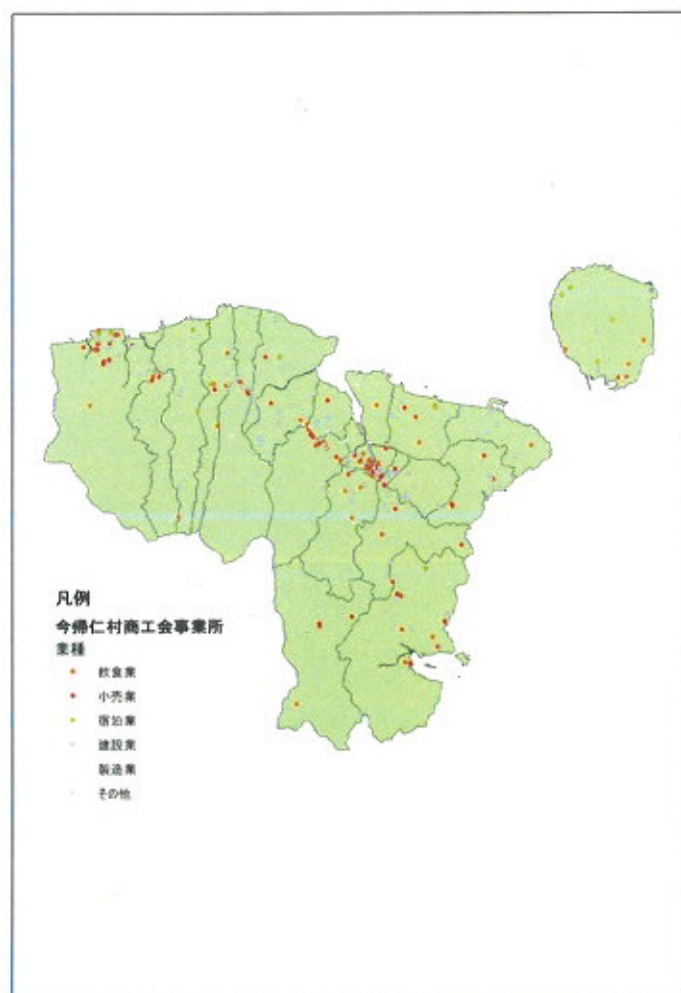 凡例
今帰仁村商工会事業所
業種
飲食業
小売業
宿泊業
建設業
製造業
その他